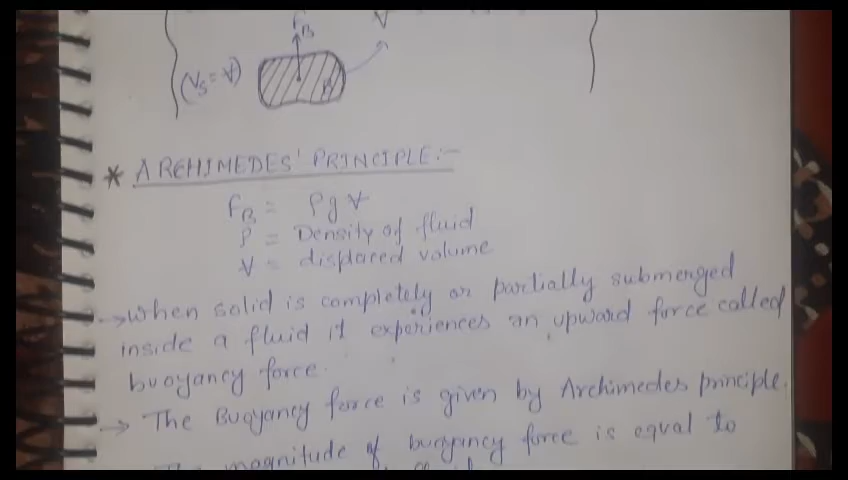 F_B
V
(V_S = V)
B
* ARCHIMEDES' PRINCIPLE:-
F_B = ρgV
ρ = Density of fluid
V = displaced volume
→ When solid is completely or partially submerged
inside a fluid it experiences an upward force called
buoyancy force.
→ The Buoyancy force is given by Archimedes principle.
magnitude of buoyancy force is equal to